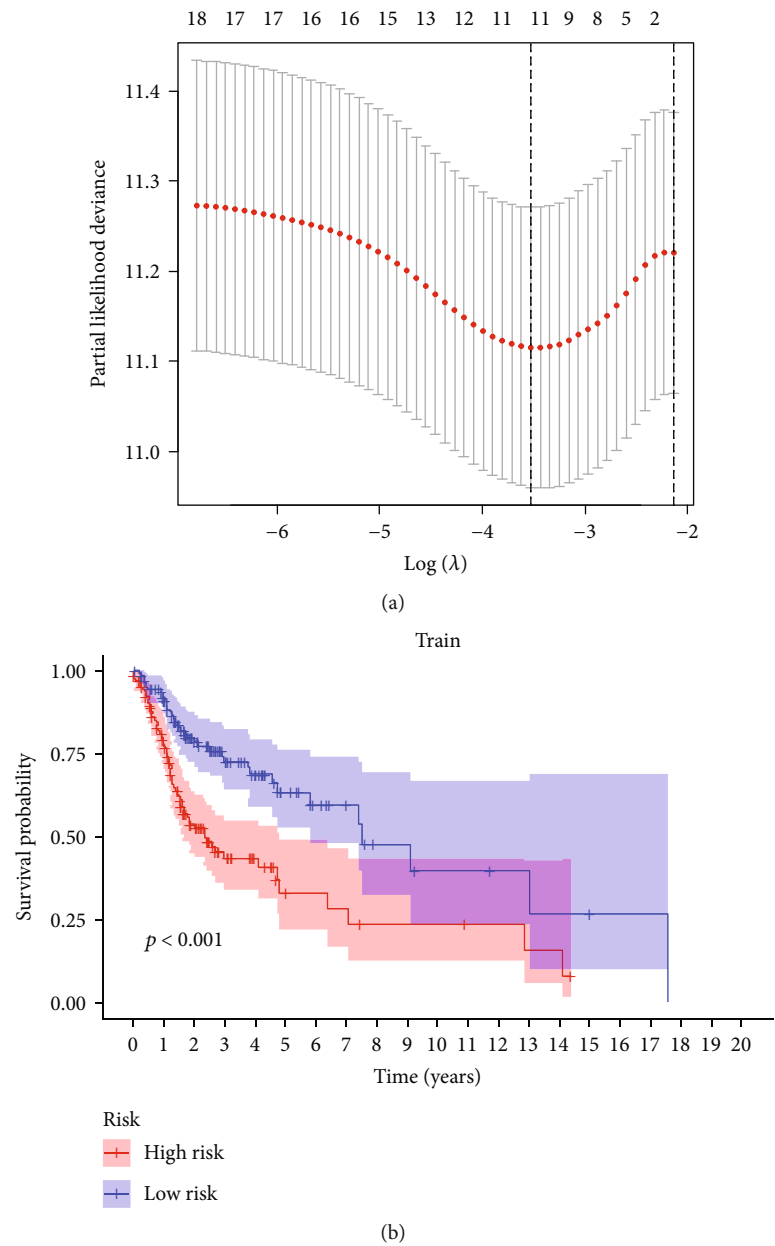 18 17 17 16 16 15 13 12 11 11 9 8 5 2
11.4
11.3
11.2
11.1
11.0
Partial likelihood deviance
−6 −5 −4 −3 −2
Log (λ)
(a)
Train
1.00
0.75
0.50
0.25
0.00
Survival probability
p < 0.001
0 1 2 3 4 5 6 7 8 9 10 11 12 13 14 15 16 17 18 19 20
Time (years)
Risk
High risk
Low risk
(b)